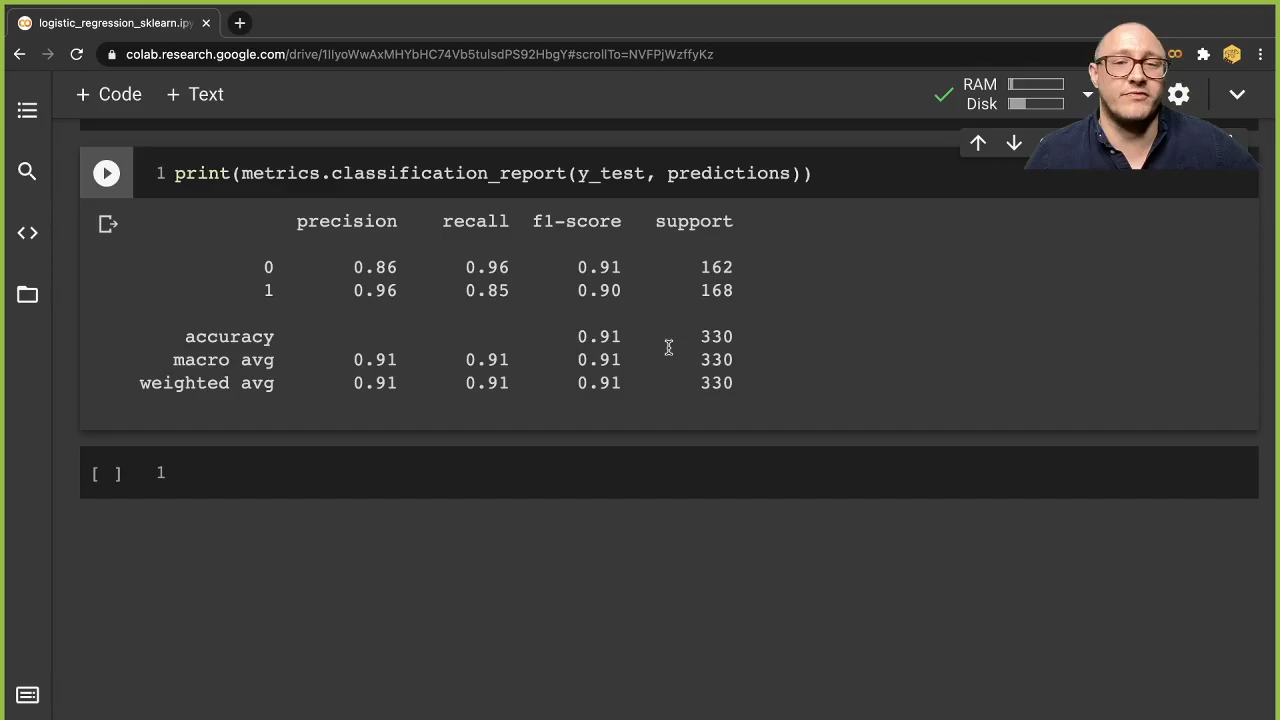 logistic_regression_sklearn.ipy
colab.research.google.com/drive/1IlyoWwAxMHYbHC74Vb5tulsdPS92HbgY#scrollTo=NVFPjWzffyKz
+ Code + Text
RAM
Disk
1 print(metrics.classification_report(y_test, predictions))
precision recall f1-score support
0 0.86 0.96 0.91 162
1 0.96 0.85 0.90 168
accuracy 0.91 330
macro avg 0.91 0.91 0.91 330
weighted avg 0.91 0.91 0.91 330
[ ] 1